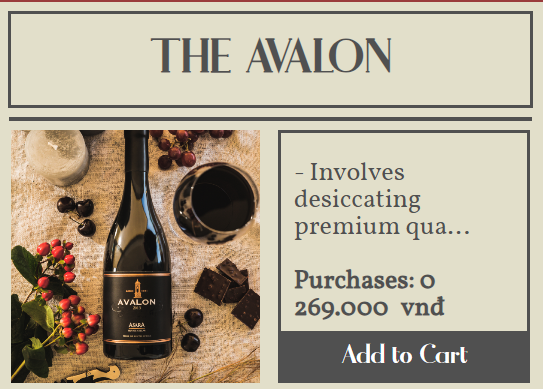 THE AVALON
AVALON
ASARA
- Involves
desiccating
premium qua...
Purchases: 0
269.000 vnđ
Add to Cart